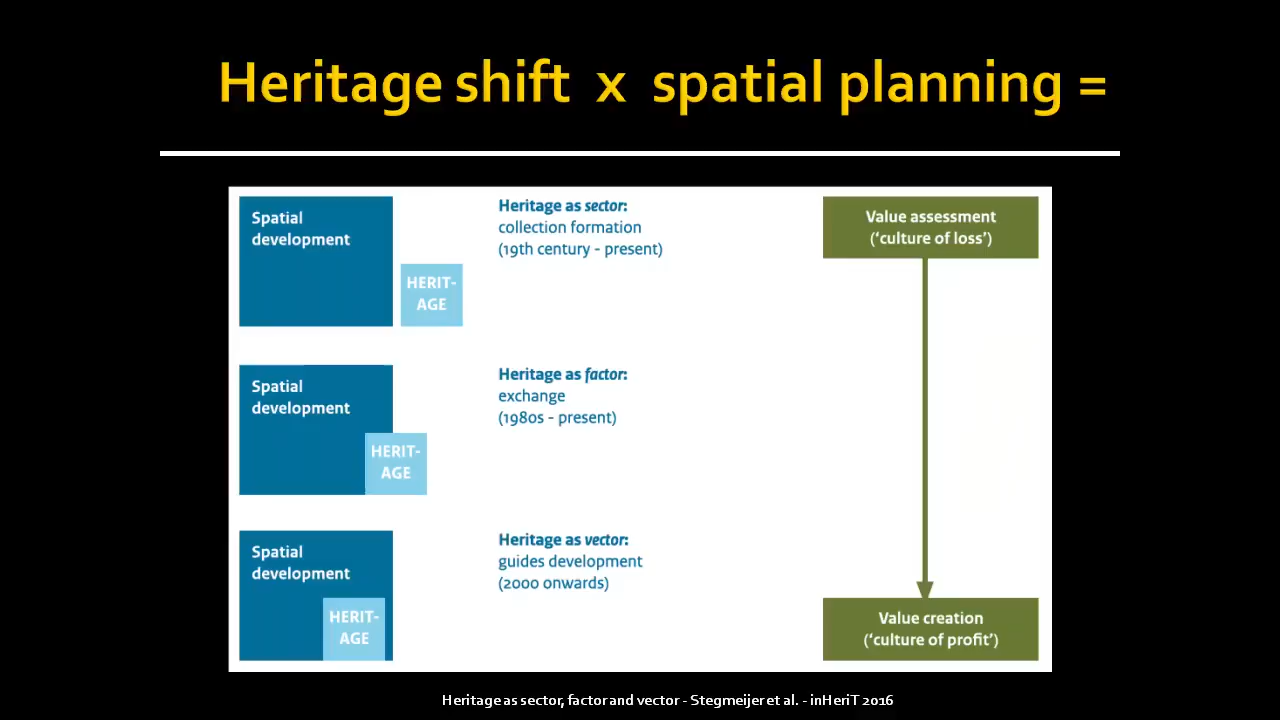 Heritage shift x spatial planning =
Spatial
development
HERIT-
AGE
Heritage as sector:
collection formation
(19th century - present)
Value assessment
(‘culture of loss’)
Spatial
development
HERIT-
AGE
Heritage as factor:
exchange
(1980s - present)
Spatial
development
HERIT-
AGE
Heritage as vector:
guides development
(2000 onwards)
Value creation
(‘culture of profit’)
Heritage as sector, factor and vector - Stegmeijer et al. - inHeriT 2016